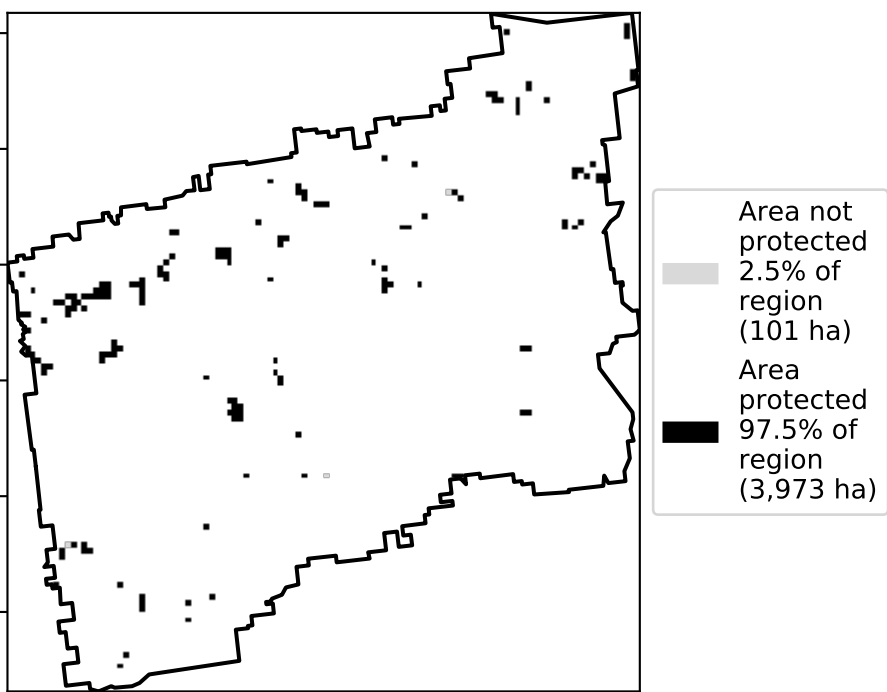 Area not
protected
2.5% of
region
(101 ha)
Area
protected
97.5% of
region
(3,973 ha)